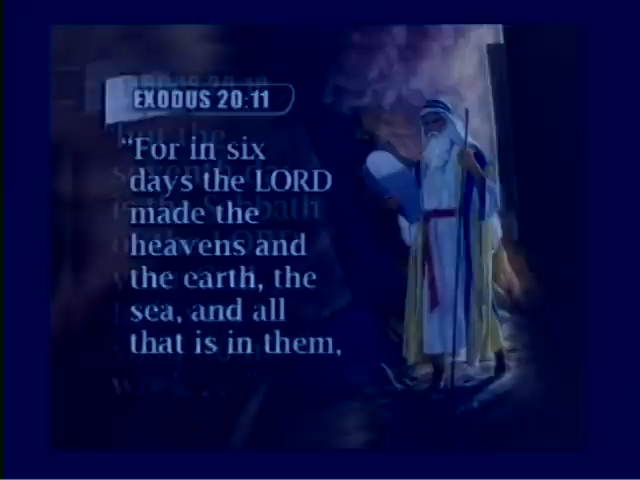 EXODUS 20:11
“For in six
days the LORD
made the
heavens and
the earth, the
sea, and all
that is in them,